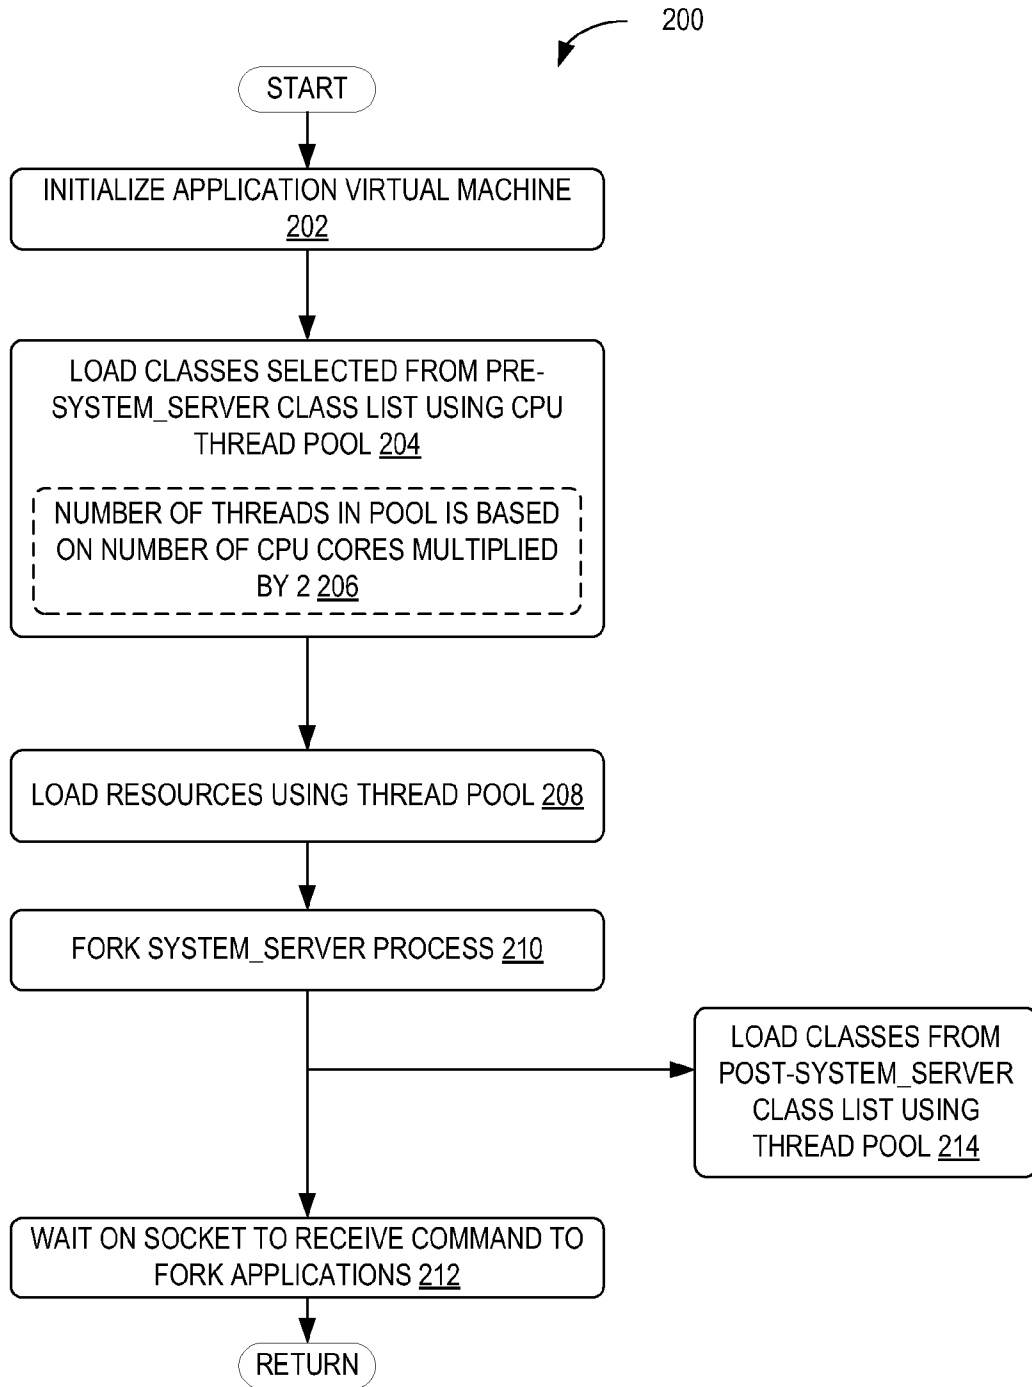 200
START
INITIALIZE APPLICATION VIRTUAL MACHINE
202
LOAD CLASSES SELECTED FROM PRE-
SYSTEM_SERVER CLASS LIST USING CPU
THREAD POOL 204
NUMBER OF THREADS IN POOL IS BASED
ON NUMBER OF CPU CORES MULTIPLIED
BY 2 206
LOAD RESOURCES USING THREAD POOL 208
FORK SYSTEM_SERVER PROCESS 210
LOAD CLASSES FROM
POST-SYSTEM_SERVER
CLASS LIST USING
THREAD POOL 214
WAIT ON SOCKET TO RECEIVE COMMAND TO
FORK APPLICATIONS 212
RETURN